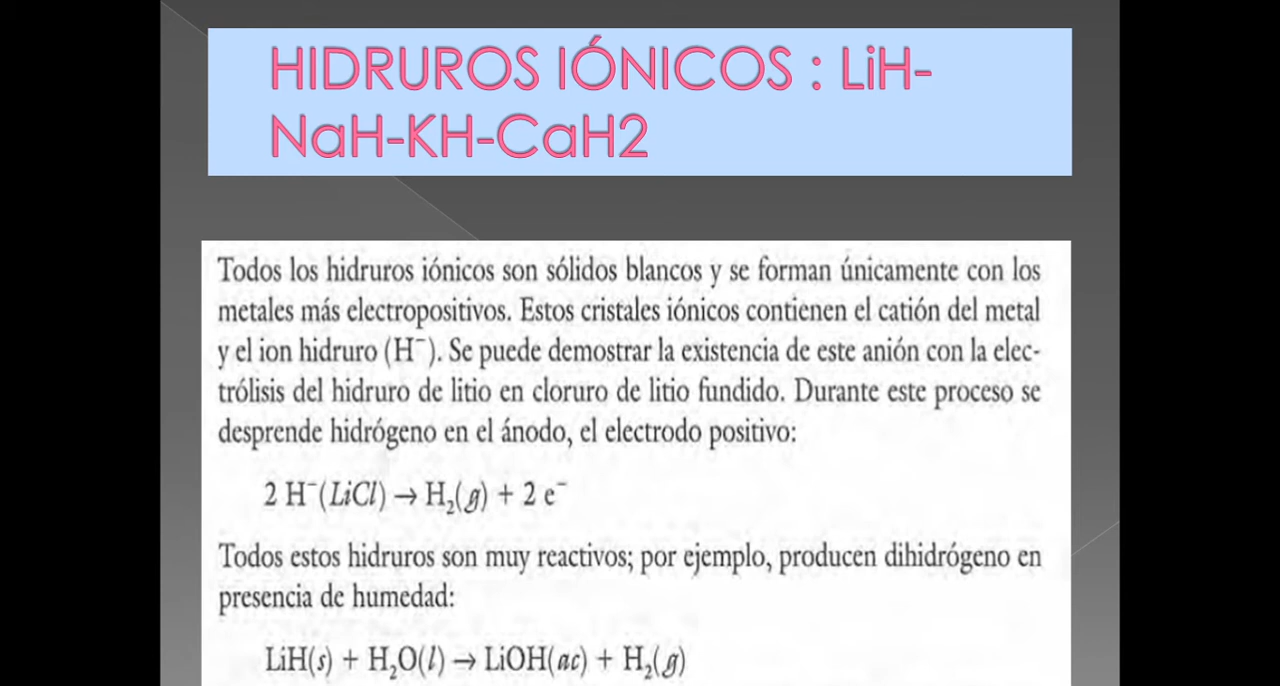 HIDRUROS IÓNICOS : LiH-
NaH-KH-CaH2
Todos los hidruros iónicos son sólidos blancos y se forman únicamente con los
metales más electropositivos. Estos cristales iónicos contienen el catión del metal
y el ion hidruro (H⁻). Se puede demostrar la existencia de este anión con la elec-
trólisis del hidruro de litio en cloruro de litio fundido. Durante este proceso se
desprende hidrógeno en el ánodo, el electrodo positivo:
2 H⁻(LiCl) → H₂(g) + 2 e⁻
Todos estos hidruros son muy reactivos; por ejemplo, producen dihidrógeno en
presencia de humedad:
LiH(s) + H₂O(l) → LiOH(ac) + H₂(g)